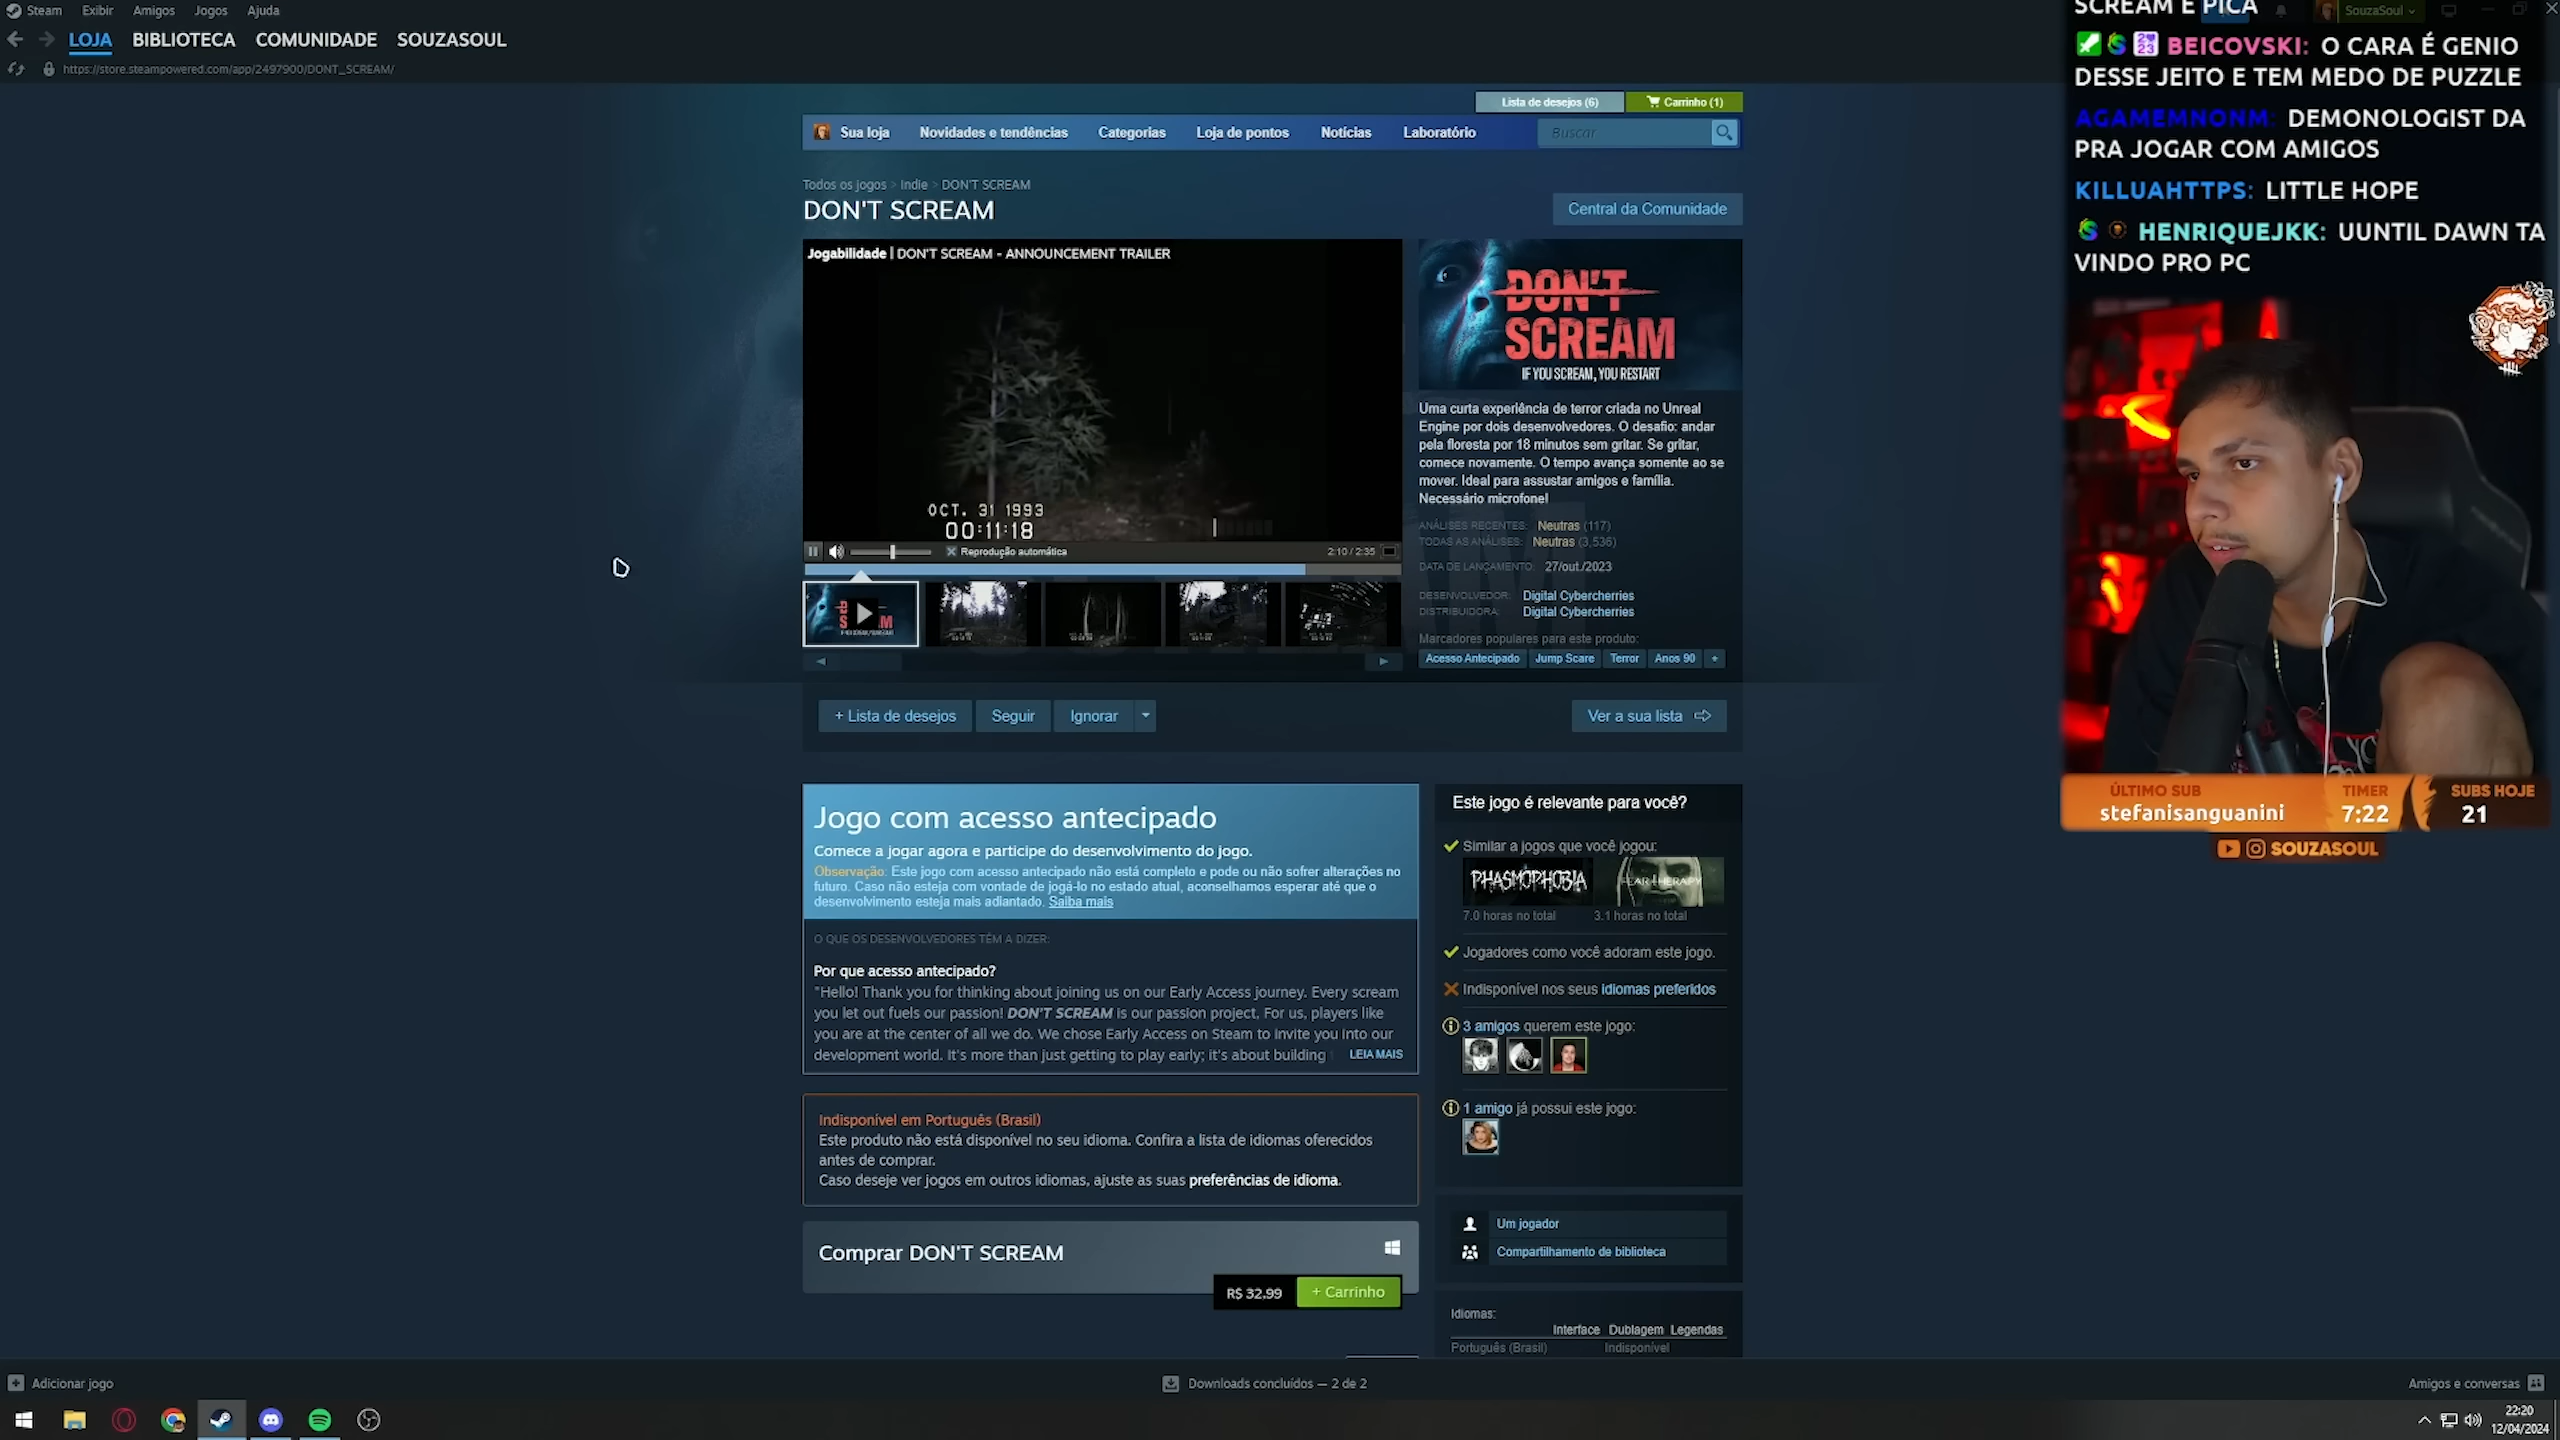 Steam Exibir Amigos Jogos Ajuda
SouzaSoul
LOJA BIBLIOTECA COMUNIDADE SOUZASOUL
https://store.steampowered.com/app/2497900/DONT_SCREAM/
Lista de desejos (6) Carrinho (1)
Sua loja Novidades e tendências Categorias Loja de pontos Notícias Laboratório Buscar
Todos os jogos > Indie > DON'T SCREAM
DON'T SCREAM
Central da Comunidade
Jogabilidade | DON'T SCREAM - ANNOUNCEMENT TRAILER
OCT. 31 1993
00:11:18
Reprodução automática 2:10 / 2:35
DON'T
SCREAM
IF YOU SCREAM, YOU RESTART
Uma curta experiência de terror criada no Unreal
Engine por dois desenvolvedores. O desafio: andar
pela floresta por 18 minutos sem gritar. Se gritar,
comece novamente. O tempo avança somente ao se
mover. Ideal para assustar amigos e família.
Necessário microfone!
ANÁLISES RECENTES: Neutras (117)
TODAS AS ANÁLISES: Neutras (3,536)
DATA DE LANÇAMENTO: 27/out./2023
DESENVOLVEDOR: Digital Cybercherries
DISTRIBUIDORA: Digital Cybercherries
Marcadores populares para este produto:
Acesso Antecipado Jump Scare Terror Anos 90 +
+ Lista de desejos Seguir Ignorar
Ver a sua lista
Jogo com acesso antecipado
Comece a jogar agora e participe do desenvolvimento do jogo.
Observação: Este jogo com acesso antecipado não está completo e pode ou não sofrer alterações no
futuro. Caso não esteja com vontade de jogá-lo no estado atual, aconselhamos esperar até que o
desenvolvimento esteja mais adiantado. Saiba mais
O QUE OS DESENVOLVEDORES TÊM A DIZER:
Por que acesso antecipado?
"Hello! Thank you for thinking about joining us on our Early Access journey. Every scream
you let out fuels our passion! DON'T SCREAM is our passion project, For us, players like
you are at the center of all we do. We chose Early Access on Steam to invite you into our
development world. It's more than just getting to play early; it's about building
LEIA MAIS
Indisponível em Português (Brasil)
Este produto não está disponível no seu idioma. Confira a lista de idiomas oferecidos
antes de comprar.
Caso deseje ver jogos em outros idiomas, ajuste as suas preferências de idioma.
Comprar DON'T SCREAM
R$ 32,99 + Carrinho
Este jogo é relevante para você?
Similar a jogos que você jogou:
PHASMOPHOBIA FEAR THERAPY
7.0 horas no total 3.1 horas no total
Jogadores como você adoram este jogo.
Indisponível nos seus idiomas preferidos
3 amigos querem este jogo:
1 amigo já possui este jogo:
Um jogador
Compartilhamento de biblioteca
Idiomas:
Interface Dublagem Legendas
Português (Brasil) Indisponível
SCREAM E PICA
BEICOVSKI: O CARA É GENIO
DESSE JEITO E TEM MEDO DE PUZZLE
AGAMEMNONM: DEMONOLOGIST DA
PRA JOGAR COM AMIGOS
KILLUAHTTPS: LITTLE HOPE
HENRIQUEJKK: UUNTIL DAWN TA
VINDO PRO PC
ÚLTIMO SUB TIMER SUBS HOJE
stefanisanguanini 7:22 21
SOUZASOUL
Adicionar jogo
Downloads concluídos — 2 de 2
Amigos e conversas
22:20
12/04/2024